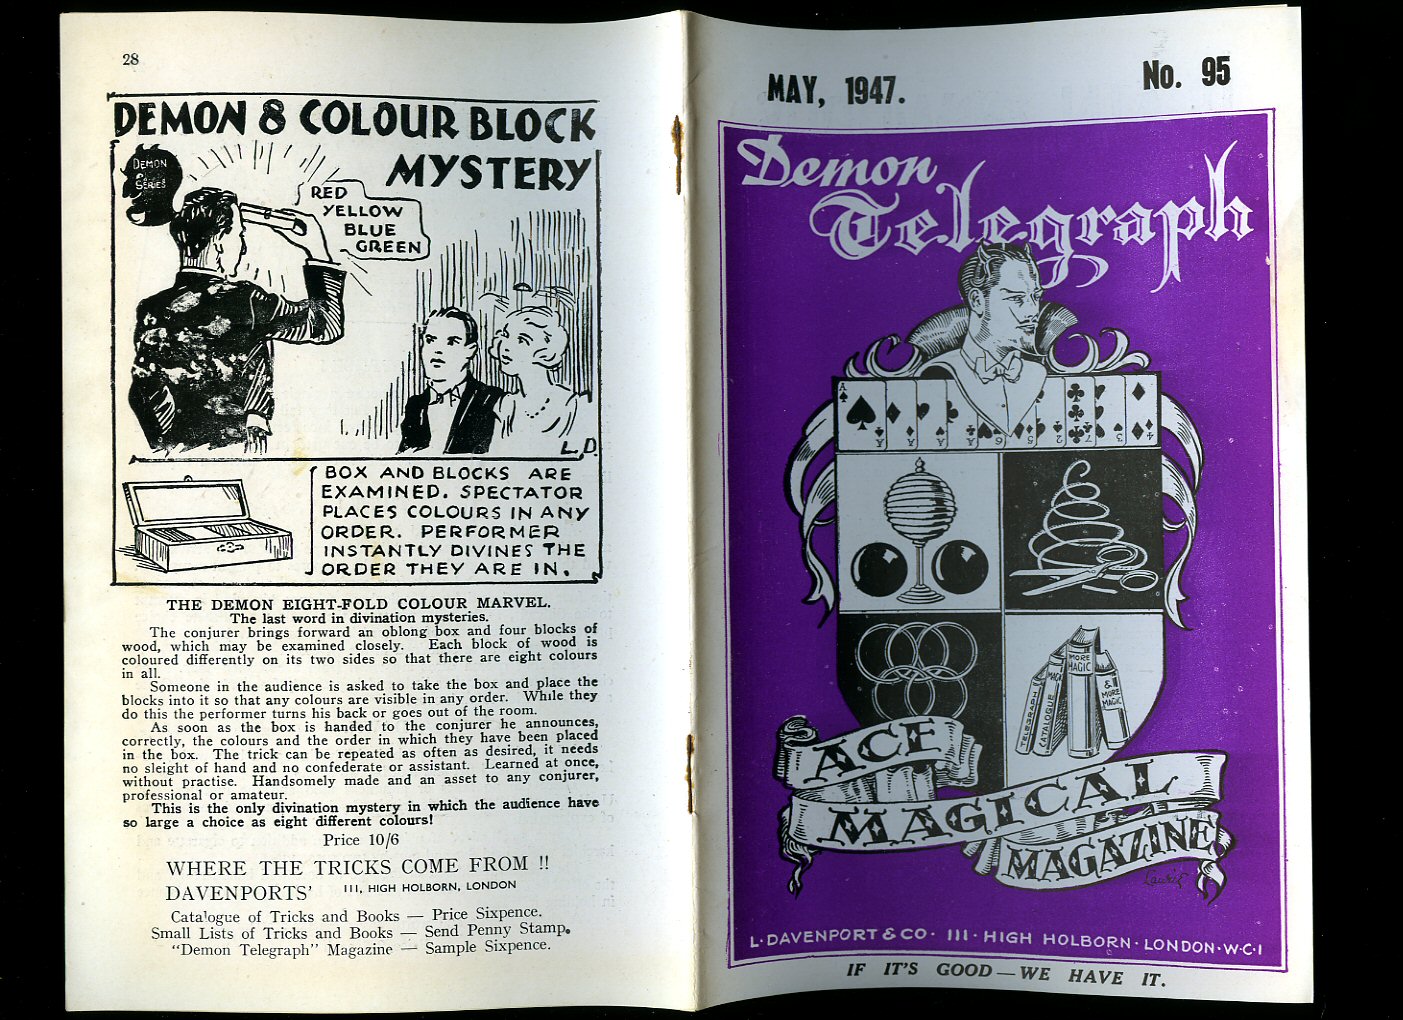 28
DEMON 8 COLOUR BLOCK
MYSTERY
DEMON
SERIES
RED
YELLOW
BLUE
GREEN
L.D.
BOX AND BLOCKS ARE
EXAMINED. SPECTATOR
PLACES COLOURS IN ANY
ORDER. PERFORMER
INSTANTLY DIVINES THE
ORDER THEY ARE IN.
THE DEMON EIGHT-FOLD COLOUR MARVEL.
The last word in divination mysteries.
The conjurer brings forward an oblong box and four blocks of
wood, which may be examined closely. Each block of wood is
coloured differently on its two sides so that there are eight colours
in all.
Someone in the audience is asked to take the box and place the
blocks into it so that any colours are visible in any order. While they
do this the performer turns his back or goes out of the room.
As soon as the box is handed to the conjurer he announces,
correctly, the colours and the order in which they have been placed
in the box. The trick can be repeated as often as desired, it needs
no sleight of hand and no confederate or assistant. Learned at once,
without practise. Handsomely made and an asset to any conjurer,
professional or amateur.
This is the only divination mystery in which the audience have
so large a choice as eight different colours!
Price 10/6
WHERE THE TRICKS COME FROM !!
DAVENPORTS' 111, HIGH HOLBORN, LONDON
Catalogue of Tricks and Books — Price Sixpence.
Small Lists of Tricks and Books — Send Penny Stamp.
"Demon Telegraph" Magazine — Sample Sixpence.
MAY, 1947.
No. 95
Demon
Telegraph
TELEGRAPH
CATALOGUE
MAGIC
MORE
MAGIC
&
MORE
MAGIC
ACE
MAGICAL
MAGAZINE
L·DAVENPORT & CO· 111·HIGH HOLBORN·LONDON·W·C·1
IF IT'S GOOD—WE HAVE IT.